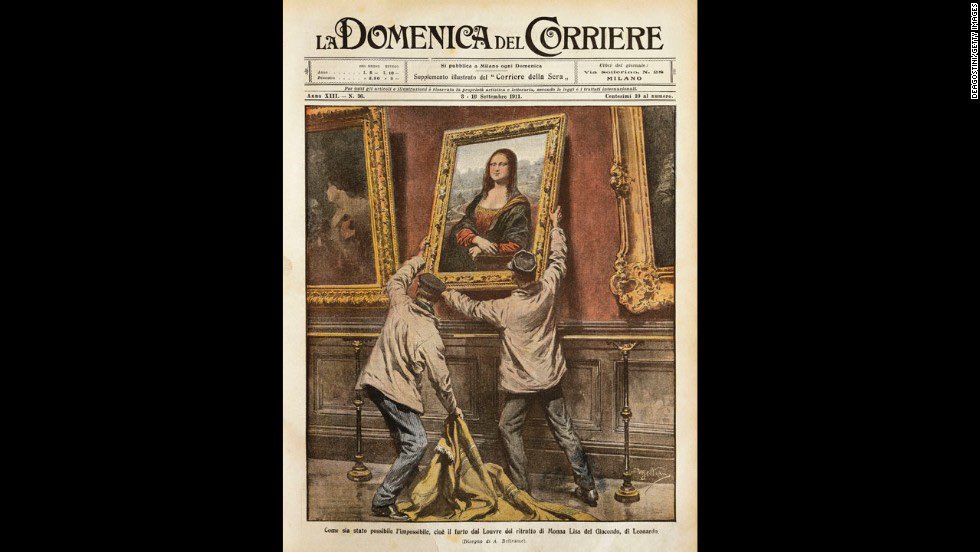 LA DOMENICA DEL CORRIERE
Si pubblica a Milano ogni Domenica
Supplemento illustrato del "Corriere della Sera"
Uffici del giornale:
Via Solferino, N. 28
MILANO
Per tutti gli articoli e illustrazioni è riservata la proprietà artistica e letteraria, secondo le leggi e i trattati internazionali.
Anno XIII. — N. 36. 3 - 10 Settembre 1911. Centesimi 10 al numero.
Come sia stato possibile l'impossibile, cioè il furto dal Louvre del ritratto di Monna Lisa del Giocondo, di Leonardo.
(Disegno di A. Beltrame).
DEAGOSTINI/GETTY IMAGES